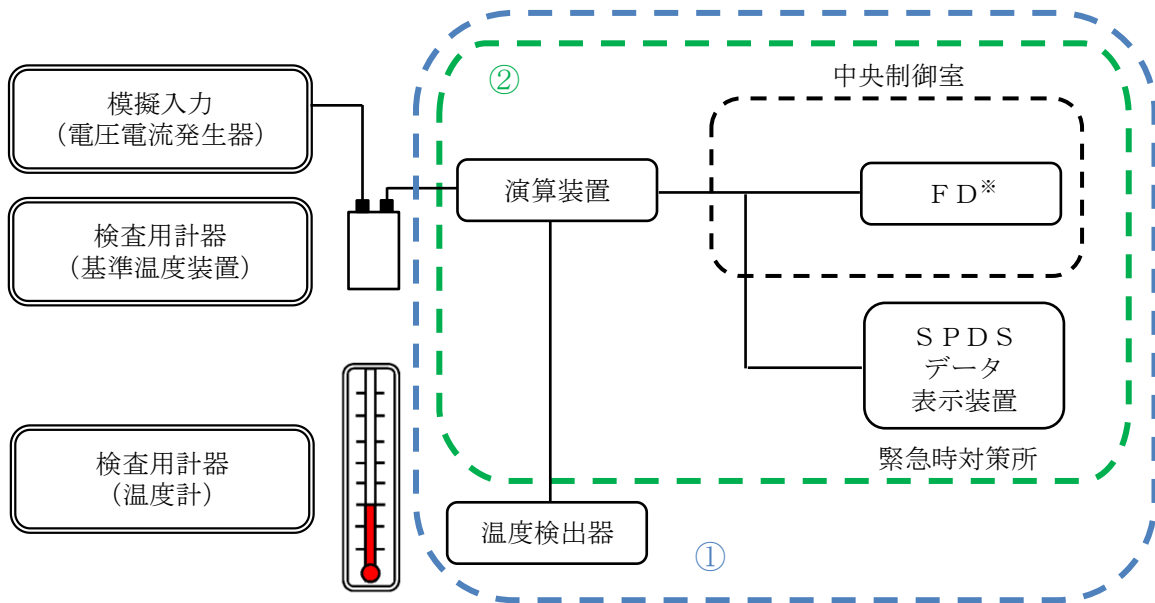 ②
中央制御室
模擬入力
（電圧電流発生器）
演算装置
ＦＤ※
検査用計器
（基準温度装置）
ＳＰＤＳ
データ
表示装置
検査用計器
（温度計）
緊急時対策所
温度検出器
①